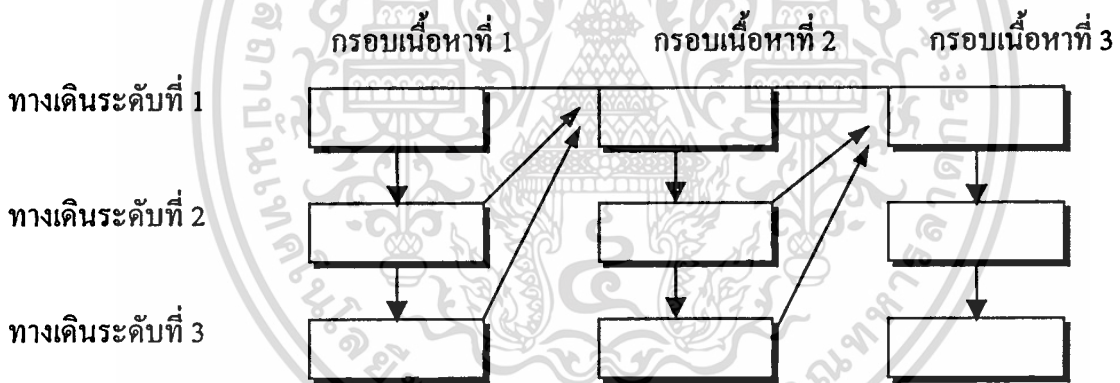 กรอบเนื้อหาที่ 1 กรอบเนื้อหาที่ 2 กรอบเนื้อหาที่ 3
ทางเดินระดับที่ 1
ทางเดินระดับที่ 2
ทางเดินระดับที่ 3